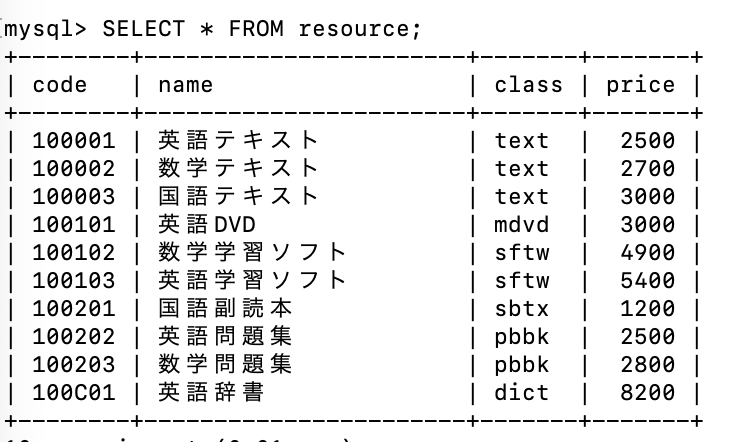 mysql> SELECT * FROM resource;
+--------+-----------------------+-------+-------+
| code   | name                  | class | price |
+--------+-----------------------+-------+-------+
| 100001 | 英語テキスト | text | 2500 |
| 100002 | 数学テキスト | text | 2700 |
| 100003 | 国語テキスト | text | 3000 |
| 100101 | 英語DVD | mdvd | 3000 |
| 100102 | 数学学習ソフト | sftw | 4900 |
| 100103 | 英語学習ソフト | sftw | 5400 |
| 100201 | 国語副読本 | sbtx | 1200 |
| 100202 | 英語問題集 | pbbk | 2500 |
| 100203 | 数学問題集 | pbbk | 2800 |
| 100C01 | 英語辞書 | dict | 8200 |
+--------+-----------------------+-------+-------+